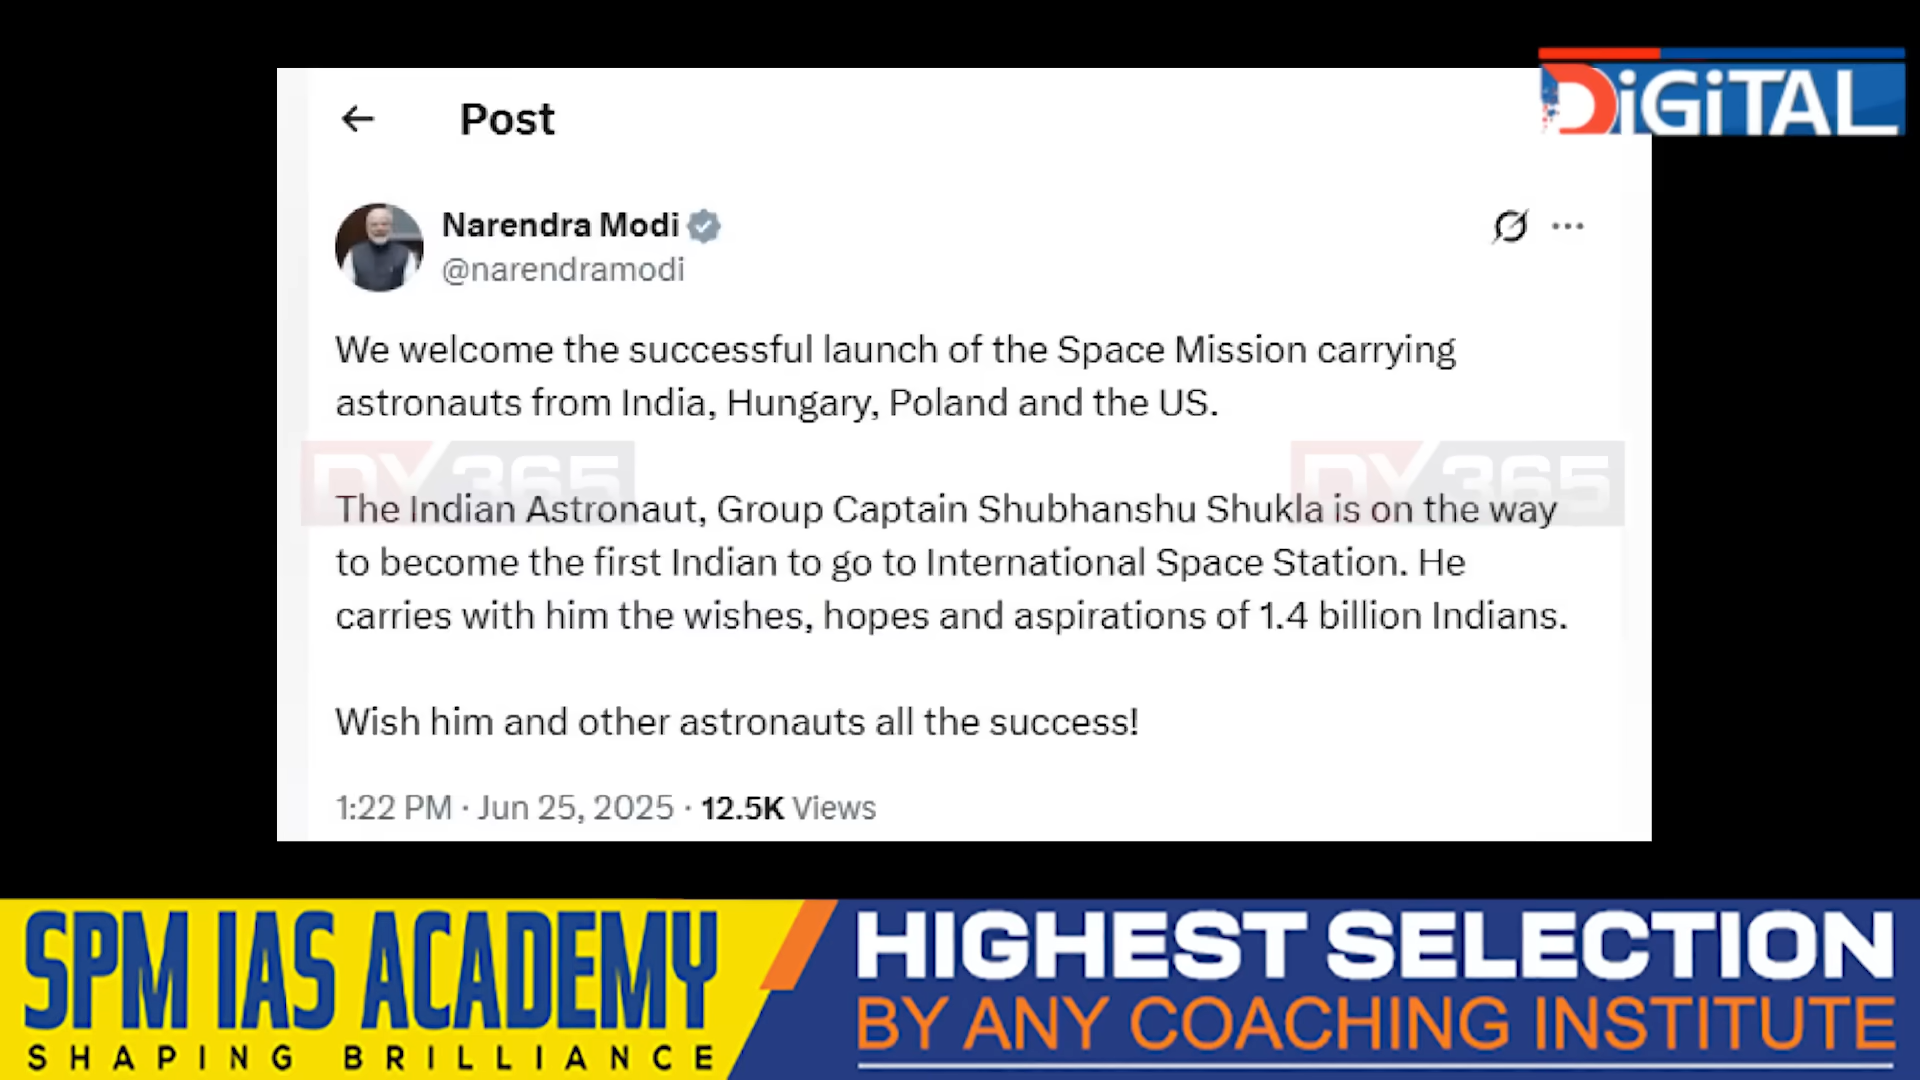 DiGiTAL
Post
Narendra Modi
@narendramodi
We welcome the successful launch of the Space Mission carrying
astronauts from India, Hungary, Poland and the US.
DY365 DY365
The Indian Astronaut, Group Captain Shubhanshu Shukla is on the way
to become the first Indian to go to International Space Station. He
carries with him the wishes, hopes and aspirations of 1.4 billion Indians.
Wish him and other astronauts all the success!
1:22 PM · Jun 25, 2025 · 12.5K Views
SPM IAS ACADEMY
SHAPING BRILLIANCE
HIGHEST SELECTION
BY ANY COACHING INSTITUTE